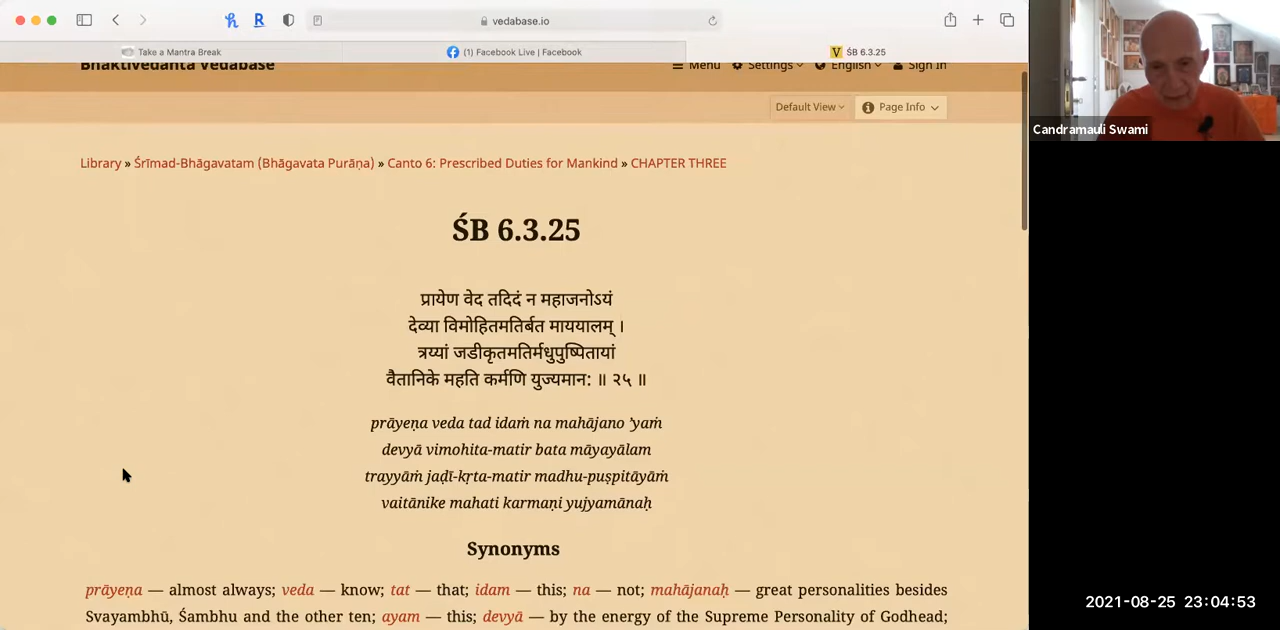 vedabase.io
Take a Mantra Break
(1) Facebook Live | Facebook
V ŚB 6.3.25
Bhaktivedanta Vedabase
Menu Settings English Sign In
Default View Page Info
Library » Śrīmad-Bhāgavatam (Bhāgavata Purāṇa) » Canto 6: Prescribed Duties for Mankind » CHAPTER THREE
ŚB 6.3.25
प्रायेण वेद तदिदं न महाजनोऽयं
देव्या विमोहितमतिर्बत माययालम् ।
त्रय्यां जडीकृतमतिर्मधुपुष्पितायां
वैतानिके महति कर्मणि युज्यमान: ॥ २५ ॥
prāyeṇa veda tad idaṁ na mahājano ’yaṁ
devyā vimohita-matir bata māyayālam
trayyāṁ jaḍī-kṛta-matir madhu-puṣpitāyāṁ
vaitānike mahati karmaṇi yujyamānaḥ
Synonyms
prāyeṇa — almost always; veda — know; tat — that; idam — this; na — not; mahājanaḥ — great personalities besides
Svayambhū, Śambhu and the other ten; ayam — this; devyā — by the energy of the Supreme Personality of Godhead;
Candramauli Swami
2021-08-25 23:04:53